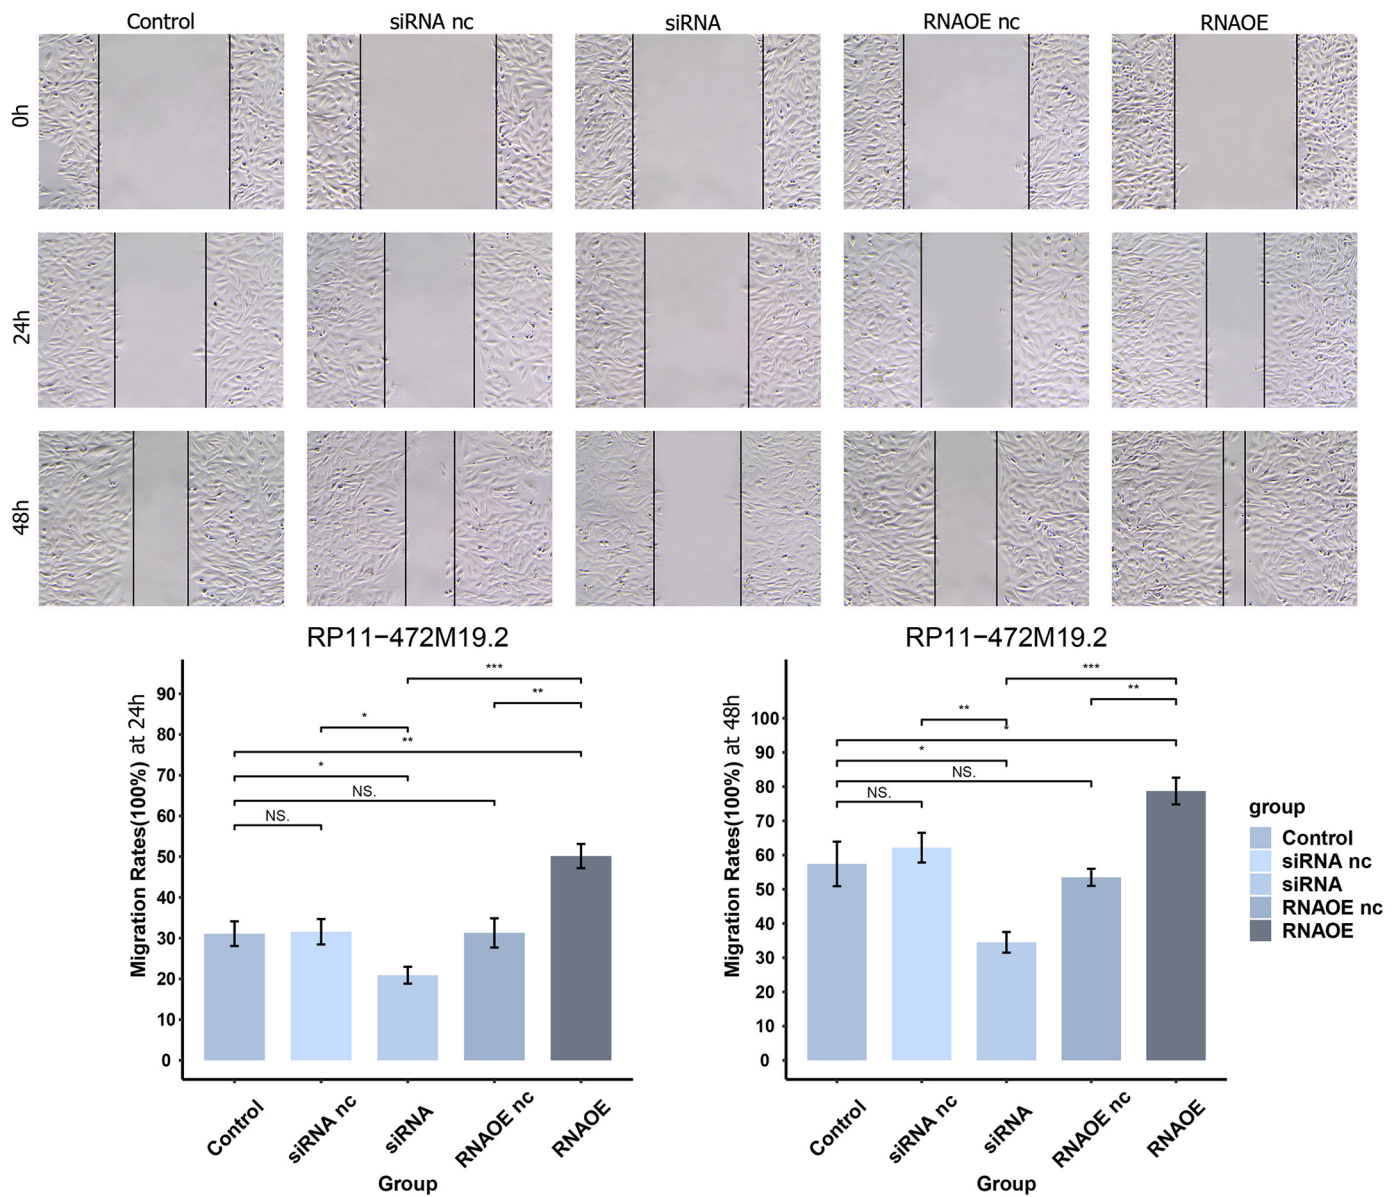 Control siRNA nc siRNA RNAOE nc RNAOE
0h
24h
48h
RP11−472M19.2
Migration Rates(100%) at 24h
90
80
70
60
50
40
30
20
10
0
***
**
*
**
*
NS.
NS.
Control siRNA nc siRNA RNAOE nc RNAOE
Group
RP11−472M19.2
Migration Rates(100%) at 48h
100
90
80
70
60
50
40
30
20
10
0
***
**
**
*
*
NS.
NS.
Control siRNA nc siRNA RNAOE nc RNAOE
Group
group
Control
siRNA nc
siRNA
RNAOE nc
RNAOE